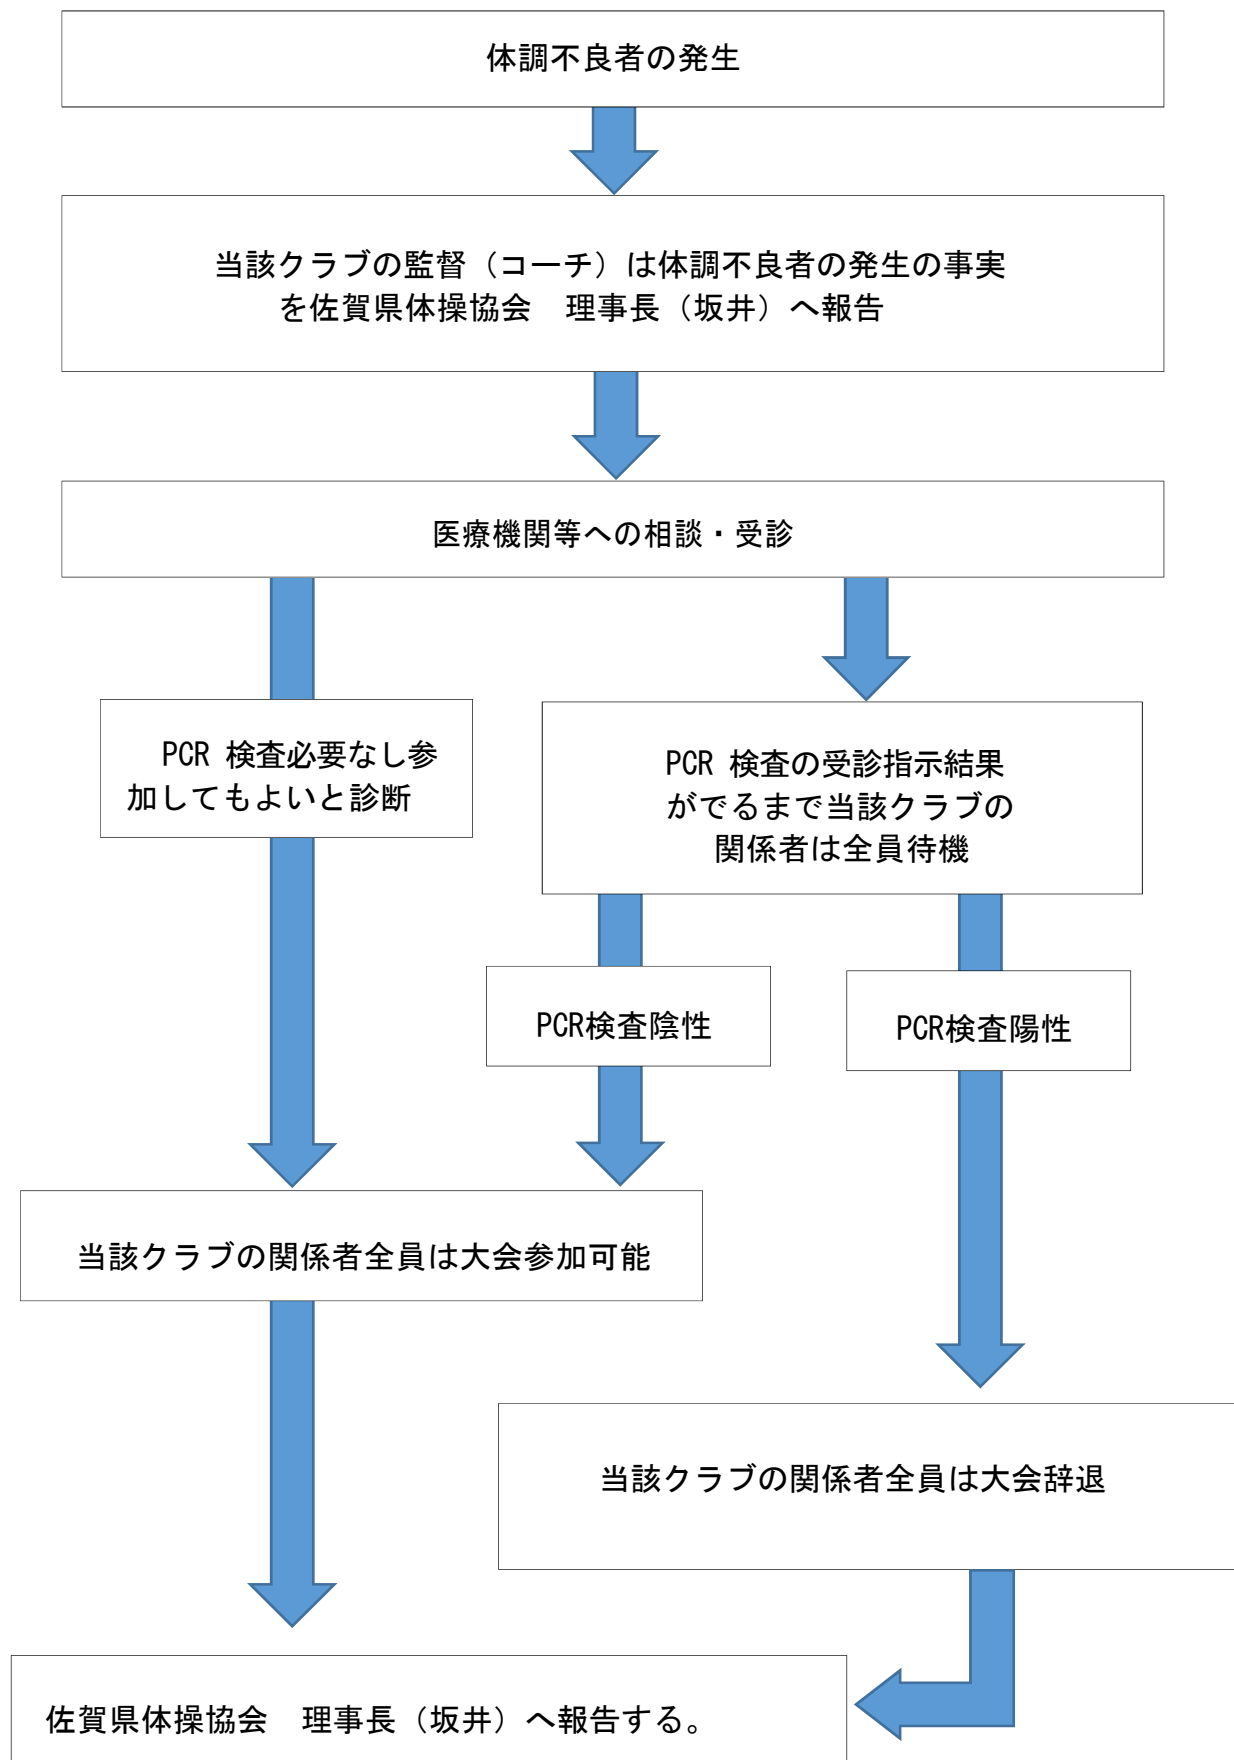 体調不良者の発生
当該クラブの監督（コーチ）は体調不良者の発生の事実
を佐賀県体操協会　理事長（坂井）へ報告
医療機関等への相談・受診
PCR 検査必要なし参
加してもよいと診断
PCR 検査の受診指示結果
がでるまで当該クラブの
関係者は全員待機
PCR検査陰性
PCR検査陽性
当該クラブの関係者全員は大会参加可能
当該クラブの関係者全員は大会辞退
佐賀県体操協会　理事長（坂井）へ報告する。